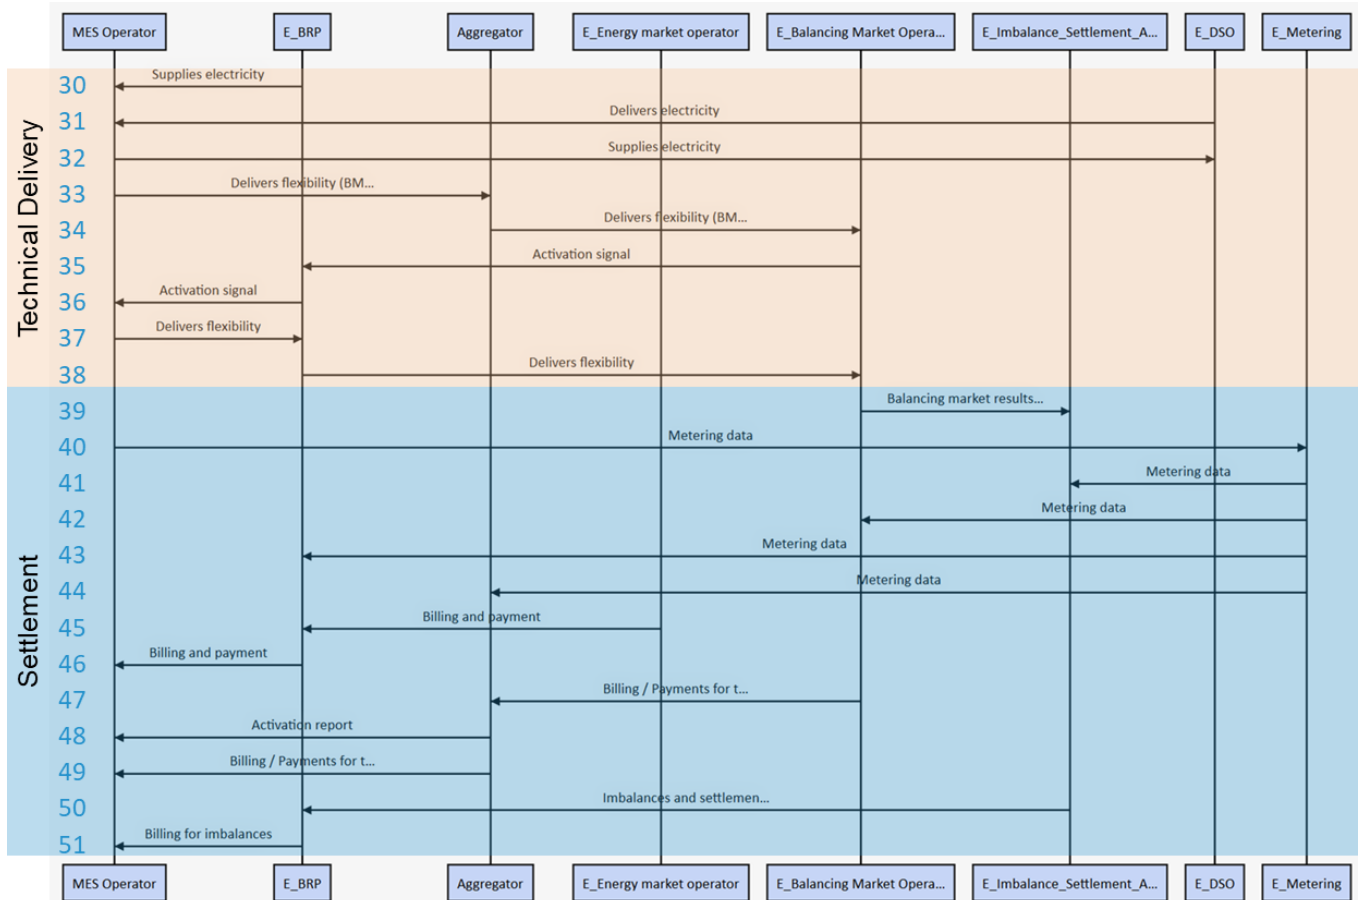 MES Operator
E_BRP
Aggregator
E_Energy market operator
E_Balancing Market Opera...
E_Imbalance_Settlement_A...
E_DSO
E_Metering
Technical Delivery
30
Supplies electricity
31
Delivers electricity
32
Supplies electricity
33
Delivers flexibility (BM...
34
Delivers flexibility (BM...
35
Activation signal
36
Activation signal
37
Delivers flexibility
38
Delivers flexibility
Settlement
39
Balancing market results...
40
Metering data
41
Metering data
42
Metering data
43
Metering data
44
Metering data
45
Billing and payment
46
Billing and payment
47
Billing / Payments for t...
48
Activation report
49
Billing / Payments for t...
50
Imbalances and settlemen...
51
Billing for imbalances
MES Operator
E_BRP
Aggregator
E_Energy market operator
E_Balancing Market Opera...
E_Imbalance_Settlement_A...
E_DSO
E_Metering